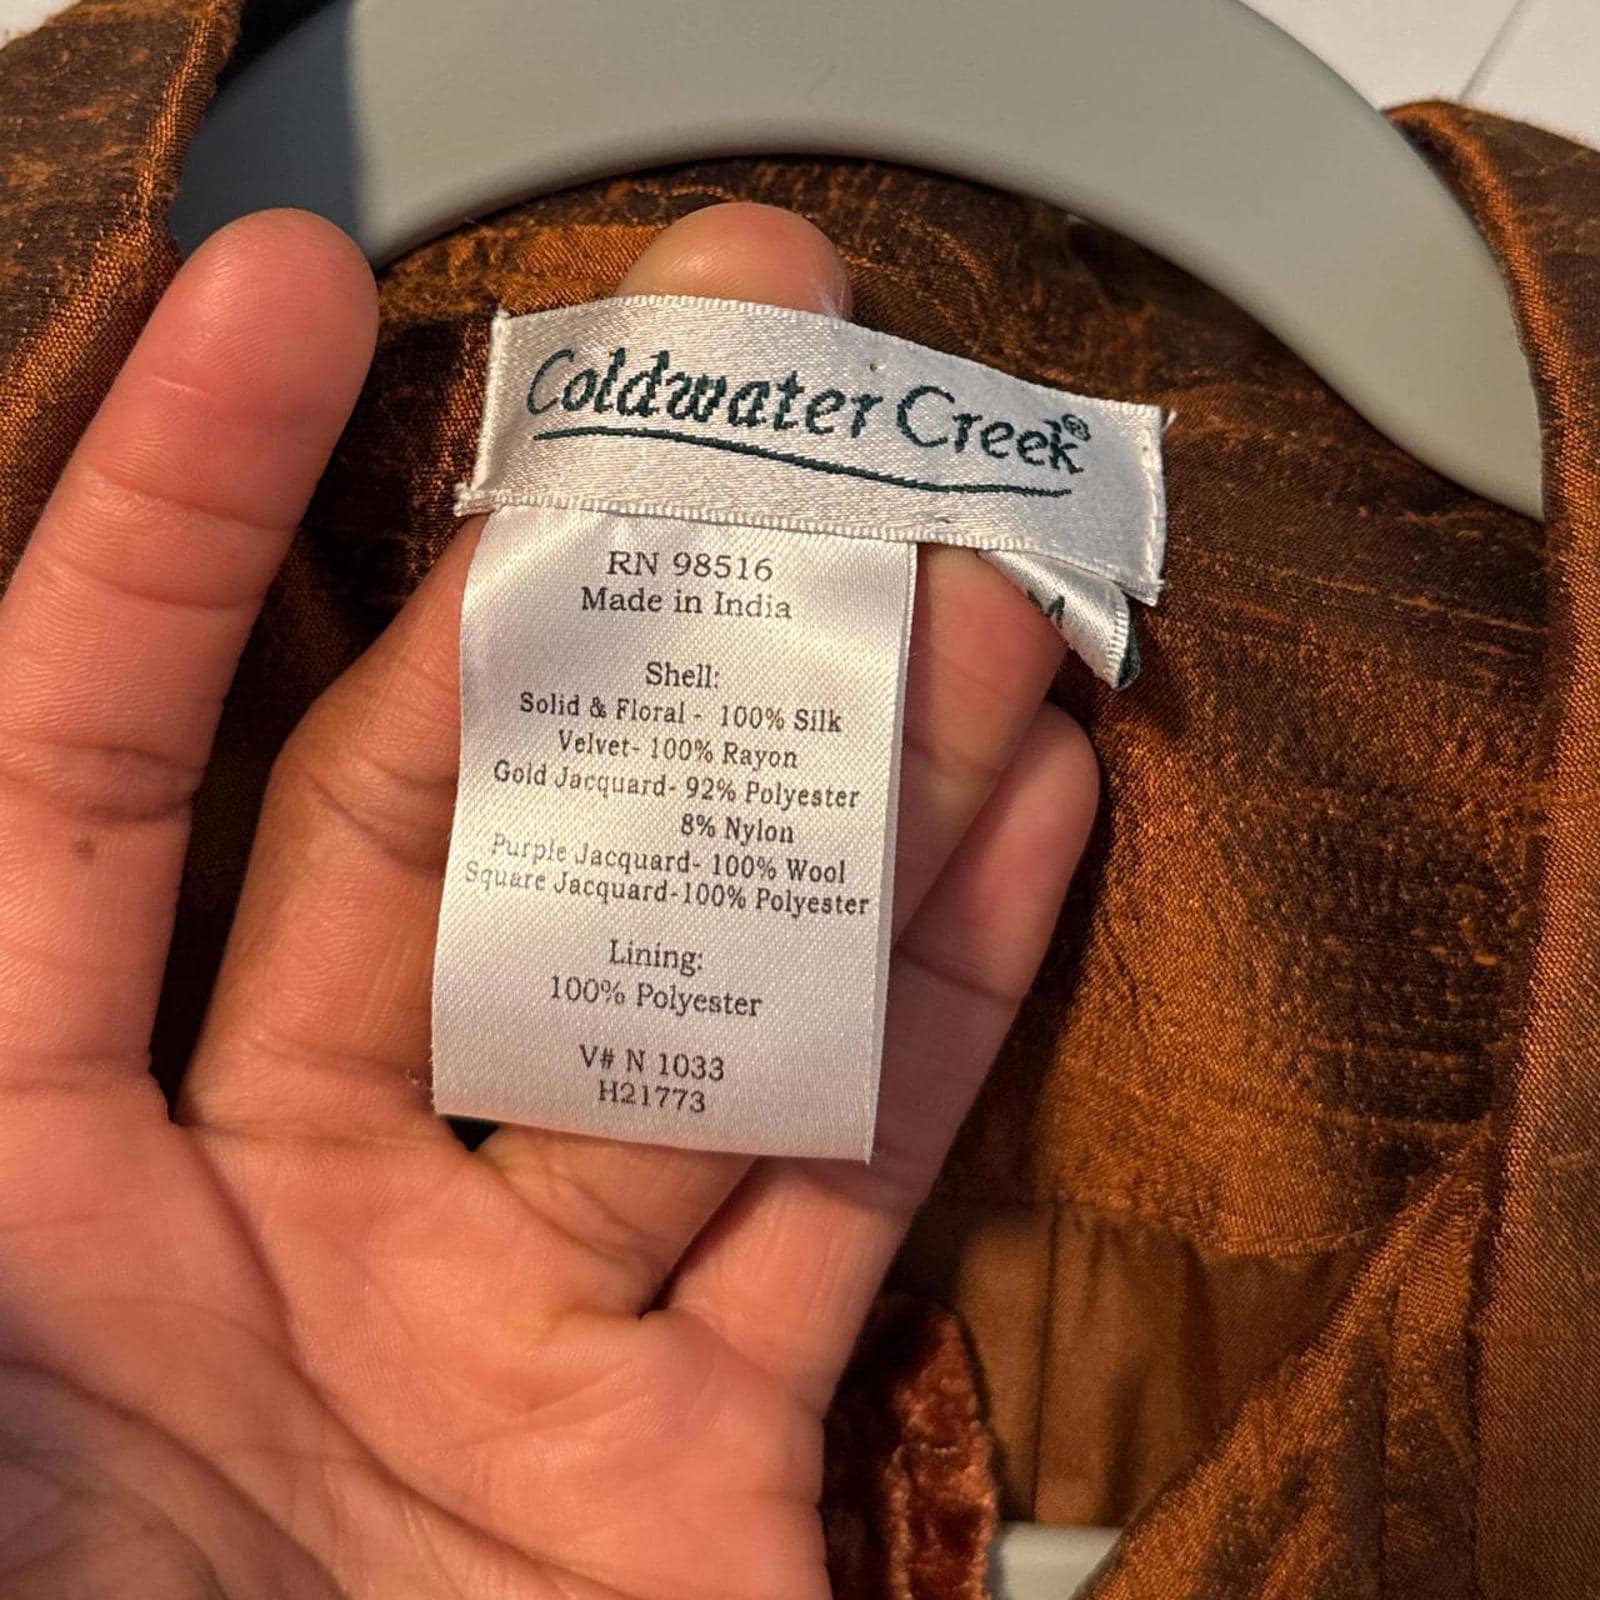 Coldwater Creek®
M
RN 98516
Made in India
Shell:
Solid & Floral - 100% Silk
Velvet- 100% Rayon
Gold Jacquard- 92% Polyester
8% Nylon
Purple Jacquard- 100% Wool
Square Jacquard-100% Polyester
Lining:
100% Polyester
V# N 1033
H21773